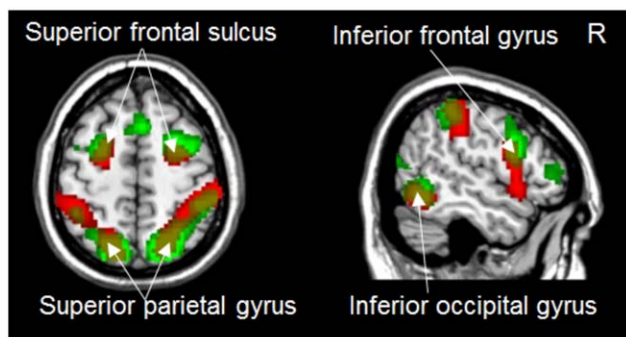 Superior frontal sulcus
Inferior frontal gyrus
R
Superior parietal gyrus
Inferior occipital gyrus